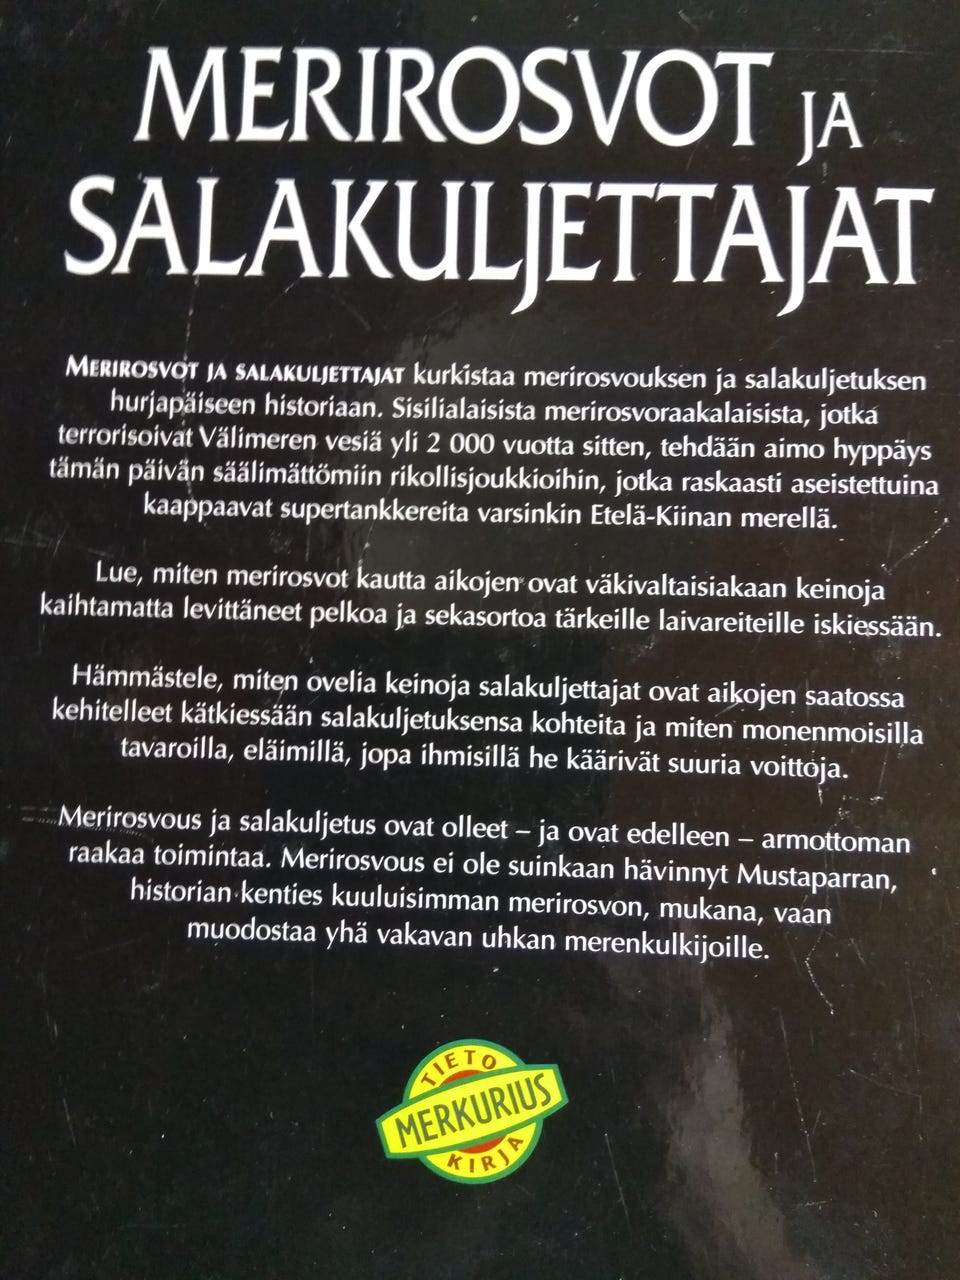 MERIROSVOT JA
SALAKULJETTAJAT
MERIROSVOT JA SALAKULJETTAJAT kurkistaa merirosvouksen ja salakuljetuksen
hurjapäiseen historiaan. Sisilialaisista merirosvoraakalaisista, jotka
terrorisoivat Välimeren vesiä yli 2 000 vuotta sitten, tehdään aimo hyppäys
tämän päivän säälimättömiin rikollisjoukkioihin, jotka raskaasti aseistettuina
kaappaavat supertankkereita varsinkin Etelä-Kiinan merellä.
Lue, miten merirosvot kautta aikojen ovat väkivaltaisiakaan keinoja
kaihtamatta levittäneet pelkoa ja sekasortoa tärkeille laivareiteille iskiessään.
Hämmästele, miten ovelia keinoja salakuljettajat ovat aikojen saatossa
kehitelleet kätkiessään salakuljetuksensa kohteita ja miten monenmoisilla
tavaroilla, eläimillä, jopa ihmisillä he käärivät suuria voittoja.
Merirosvous ja salakuljetus ovat olleet – ja ovat edelleen – armottoman
raakaa toimintaa. Merirosvous ei ole suinkaan hävinnyt Mustaparran,
historian kenties kuuluisimman merirosvon, mukana, vaan
muodostaa yhä vakavan uhkan merenkulkijoille.
TIETO
MERKURIUS
KIRJA